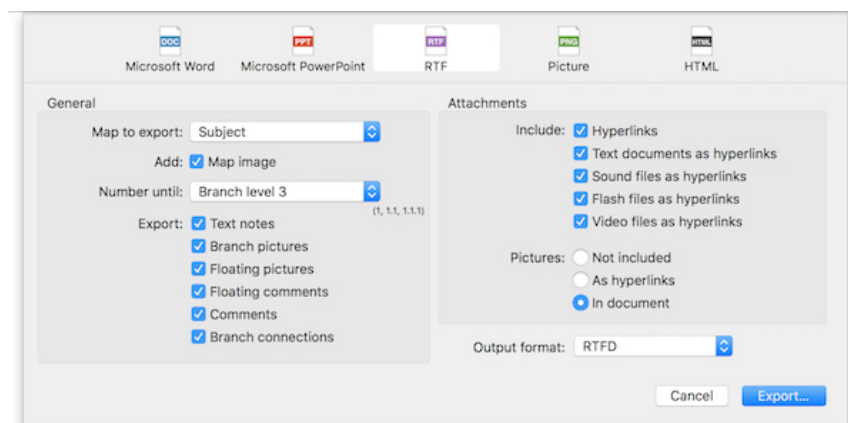 DOC PPT RTF PNG HTML
Microsoft Word Microsoft PowerPoint RTF Picture HTML
General
Map to export: Subject
Add: Map image
Number until: Branch level 3
(1, 1.1, 1.1.1)
Export: Text notes
Branch pictures
Floating pictures
Floating comments
Comments
Branch connections
Attachments
Include: Hyperlinks
Text documents as hyperlinks
Sound files as hyperlinks
Flash files as hyperlinks
Video files as hyperlinks
Pictures: Not included
As hyperlinks
In document
Output format: RTFD
Cancel Export...